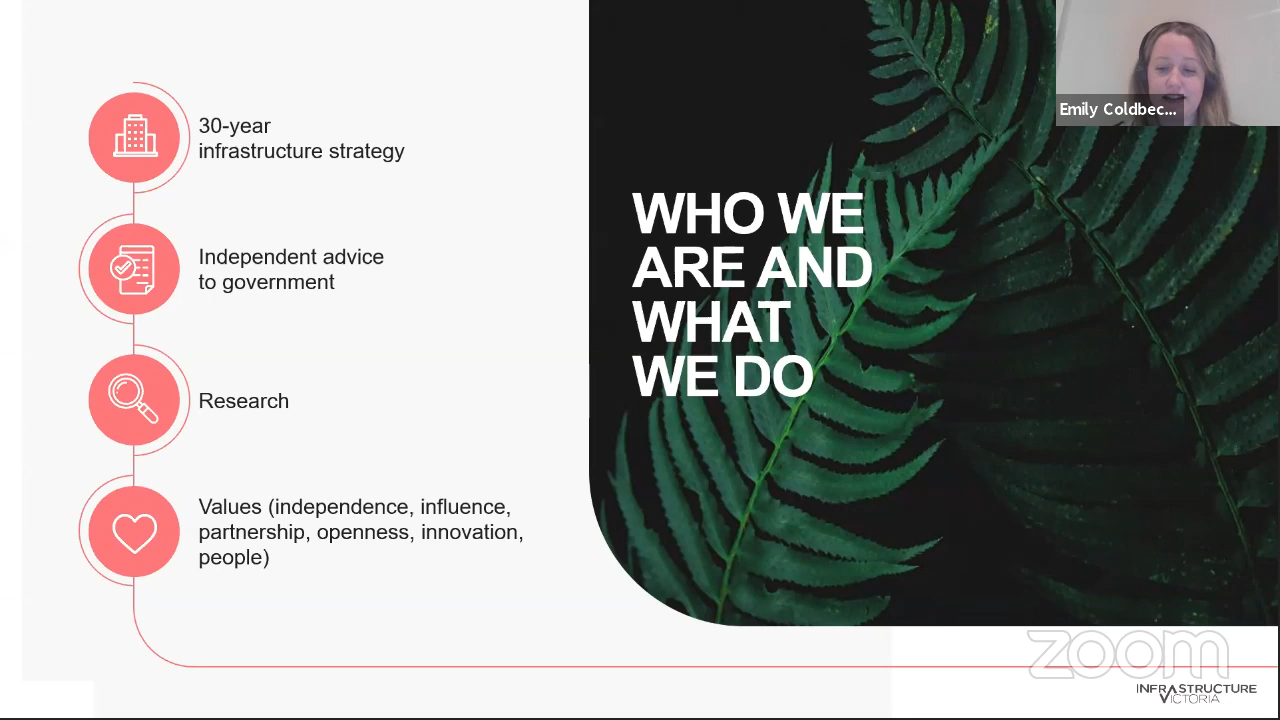 30-year
infrastructure strategy
Independent advice
to government
Research
Values (independence, influence,
partnership, openness, innovation,
people)
WHO WE
ARE AND
WHAT
WE DO
Emily Coldbec...
zoom
INFRASTRUCTURE
VICTORIA